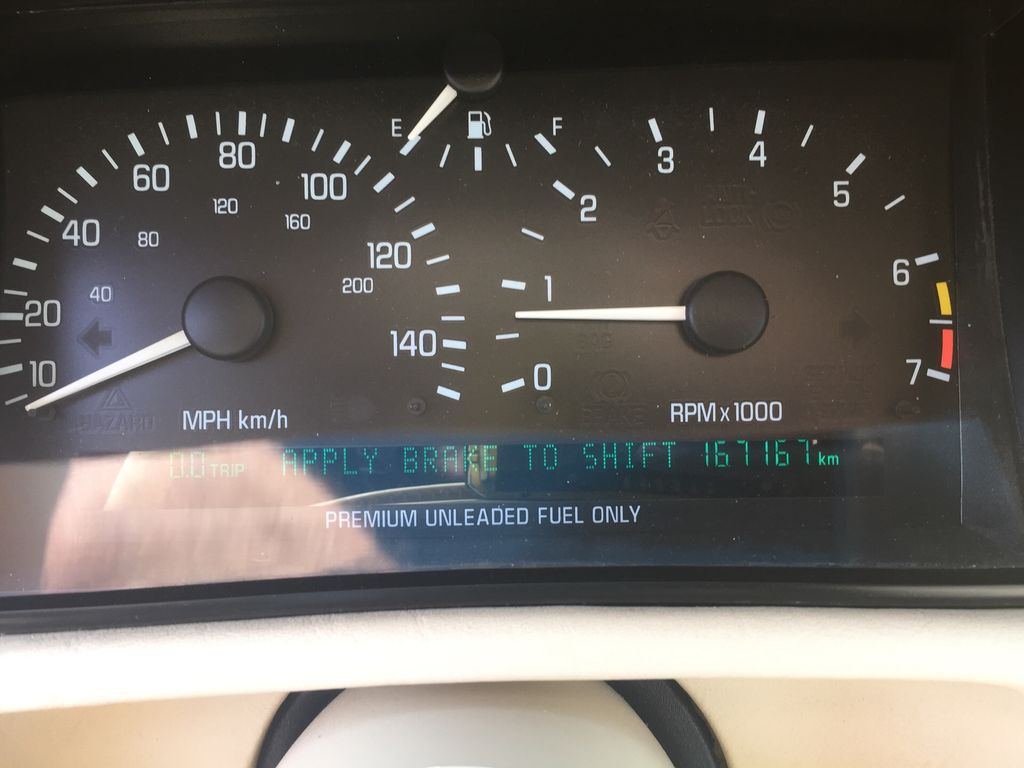 E F
10 20 40 60 80 100 120 140
40 80 120 160 200
0 1 2 3 4 5 6 7
HAZARD
MPH km/h
RPM x 1000
0.0 TRIP APPLY BRAKE TO SHIFT 167167 km
PREMIUM UNLEADED FUEL ONLY